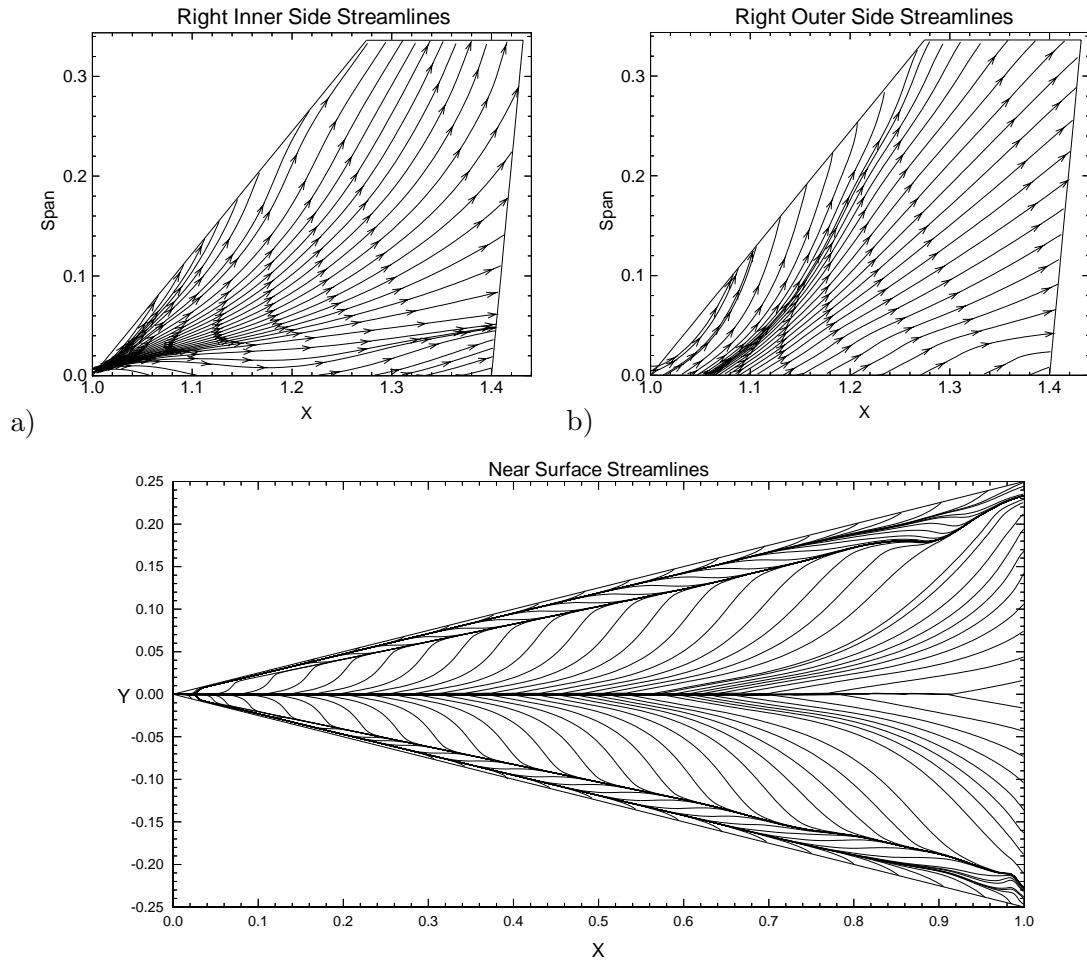 Right Inner Side Streamlines
Right Outer Side Streamlines
Span
0.3
0.2
0.1
0.0
1.0 1.1 1.2 1.3 1.4
X
Span
0.3
0.2
0.1
0.0
1.0 1.1 1.2 1.3 1.4
X
a)
b)
Near Surface Streamlines
Y
0.25
0.20
0.15
0.10
0.05
0.00
-0.05
-0.10
-0.15
-0.20
-0.25
0.0 0.1 0.2 0.3 0.4 0.5 0.6 0.7 0.8 0.9 1.0
X